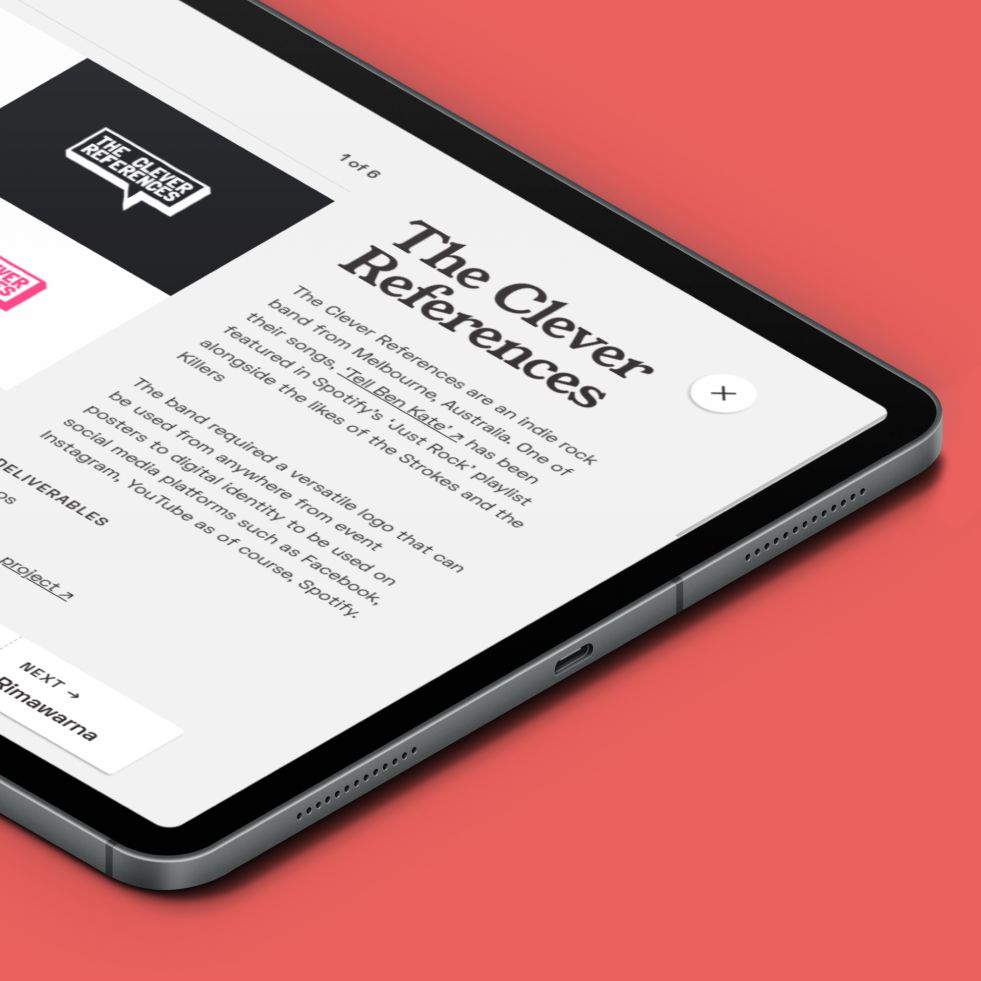 THE CLEVER
REFERENCES
1 of 6
The Clever
References
The Clever References are an indie rock
band from Melbourne, Australia. One of
their songs, ‘Tell Ben Kate’ ↗ has been
featured in Spotify’s ‘Just Rock’ playlist
alongside the likes of the Strokes and the
Killers
The band required a versatile logo that can
be used from anywhere from event
posters to digital identity to be used on
social media platforms such as Facebook,
Instagram, YouTube as of course, Spotify.
DELIVERABLES
project ↗
NEXT →
Rimawarna